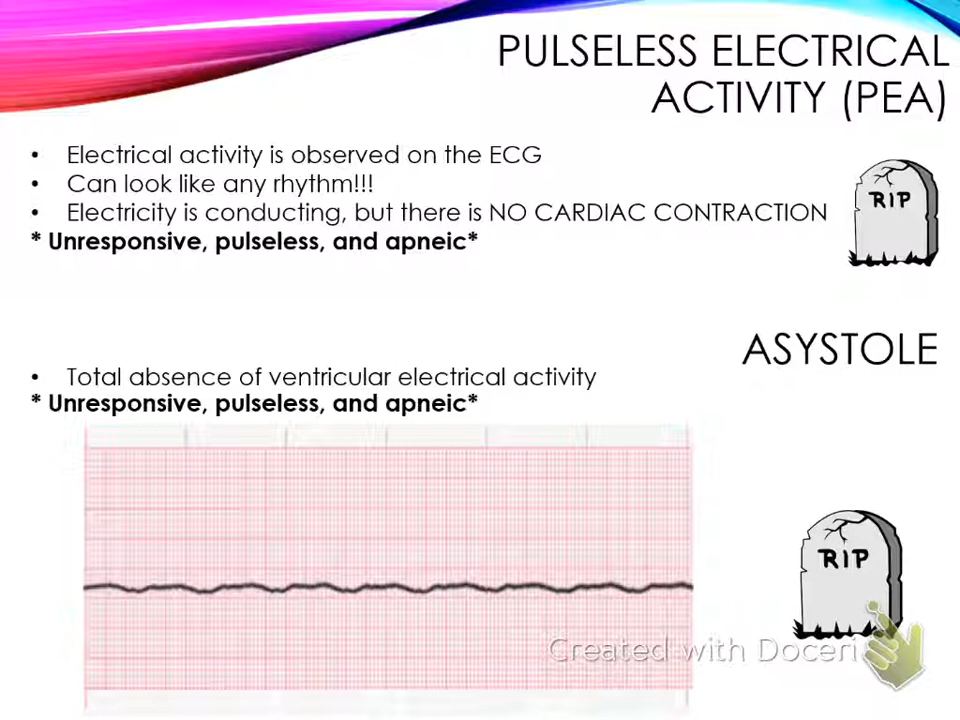 PULSELESS ELECTRICAL
ACTIVITY (PEA)
• Electrical activity is observed on the ECG
• Can look like any rhythm!!!
• Electricity is conducting, but there is NO CARDIAC CONTRACTION
* Unresponsive, pulseless, and apneic*
RIP
ASYSTOLE
• Total absence of ventricular electrical activity
* Unresponsive, pulseless, and apneic*
RIP
Created with Doceri